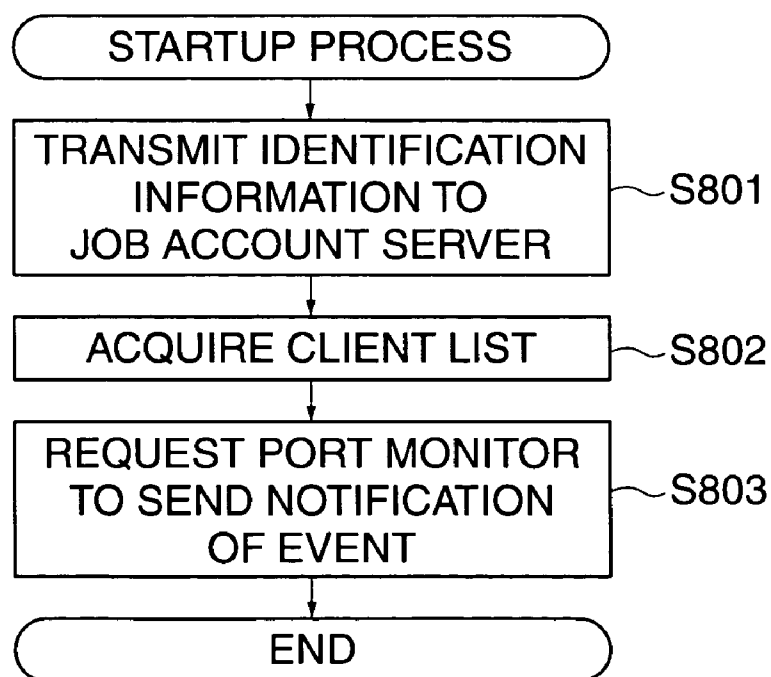 STARTUP PROCESS
TRANSMIT IDENTIFICATION
INFORMATION TO
JOB ACCOUNT SERVER
S801
ACQUIRE CLIENT LIST
S802
REQUEST PORT MONITOR
TO SEND NOTIFICATION
OF EVENT
S803
END